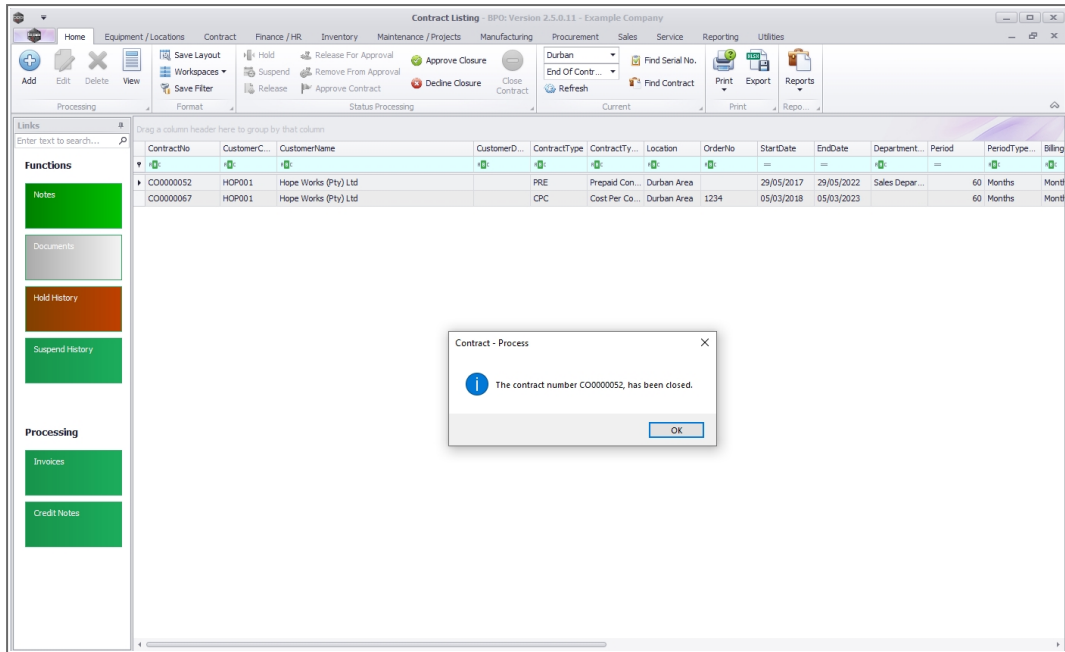 Contract Listing - BPO: Version 2.5.0.11 - Example Company
Home Equipment / Locations Contract Finance / HR Inventory Maintenance / Projects Manufacturing Procurement Sales Service Reporting Utilities
Add Edit Delete View
Processing
Save Layout
Workspaces
Save Filter
Format
Hold Release For Approval Approve Closure
Suspend Remove From Approval Decline Closure
Release Approve Contract
Close Contract
Status Processing
Durban
End Of Contr...
Refresh
Find Serial No.
Find Contract
Current
Print Export
Print
Reports
Repo...
Links
Enter text to search...
Functions
Notes
Documents
Hold History
Suspend History
Processing
Invoices
Credit Notes
Drag a column header here to group by that column
ContractNo CustomerC... CustomerName CustomerD... ContractType ContractTy... Location OrderNo StartDate EndDate Department... Period PeriodType... Billing
CO0000052 HOP001 Hope Works (Pty) Ltd PRE Prepaid Con... Durban Area 29/05/2017 29/05/2022 Sales Depar... 60 Months Month
CO0000067 HOP001 Hope Works (Pty) Ltd CPC Cost Per Co... Durban Area 1234 05/03/2018 05/03/2023 60 Months Month
Contract - Process
The contract number CO0000052, has been closed.
OK